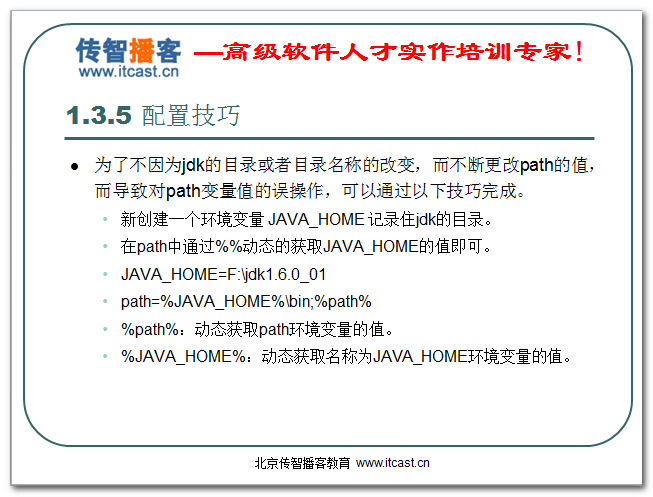 传智播客 —高级软件人才实作培训专家!
www.itcast.cn
1.3.5 配置技巧
为了不因为jdk的目录或者目录名称的改变，而不断更改path的值，
而导致对path变量值的误操作，可以通过以下技巧完成。
新创建一个环境变量 JAVA_HOME 记录住jdk的目录。
在path中通过%%动态的获取JAVA_HOME的值即可。
JAVA_HOME=F:\jdk1.6.0_01
path=%JAVA_HOME%\bin;%path%
%path%：动态获取path环境变量的值。
%JAVA_HOME%：动态获取名称为JAVA_HOME环境变量的值。
北京传智播客教育 www.itcast.cn